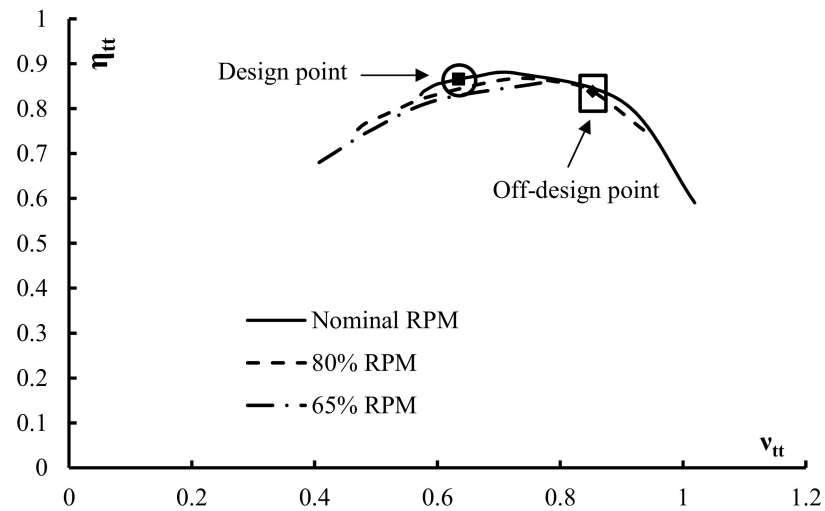 1
0.9
0.8
0.7
0.6
0.5
0.4
0.3
0.2
0.1
0
ηtt
Design point
Off-design point
Nominal RPM
80% RPM
65% RPM
νtt
0 0.2 0.4 0.6 0.8 1 1.2